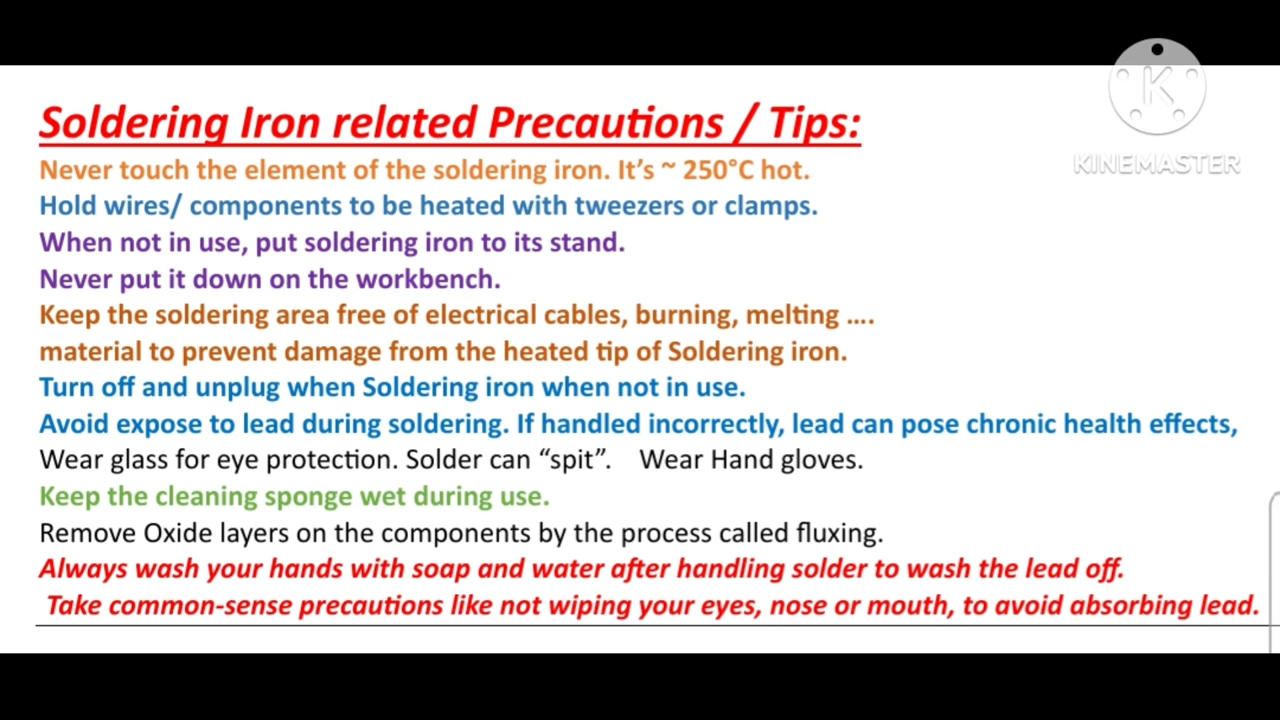 Soldering Iron related Precautions / Tips:
Never touch the element of the soldering iron. It’s ~ 250°C hot.
Hold wires/ components to be heated with tweezers or clamps.
When not in use, put soldering iron to its stand.
Never put it down on the workbench.
Keep the soldering area free of electrical cables, burning, melting ….
material to prevent damage from the heated tip of Soldering iron.
Turn off and unplug when Soldering iron when not in use.
Avoid expose to lead during soldering. If handled incorrectly, lead can pose chronic health effects,
Wear glass for eye protection. Solder can “spit”.    Wear Hand gloves.
Keep the cleaning sponge wet during use.
Remove Oxide layers on the components by the process called fluxing.
Always wash your hands with soap and water after handling solder to wash the lead off.
Take common-sense precautions like not wiping your eyes, nose or mouth, to avoid absorbing lead.
K
KINEMASTER